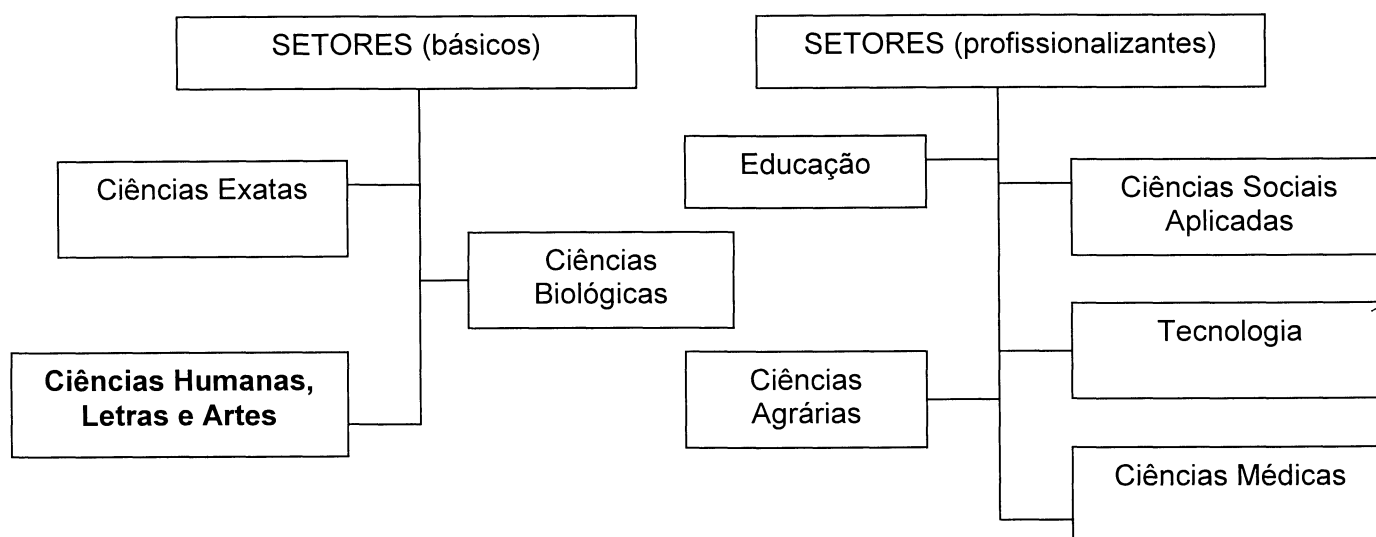 SETORES (básicos)
Ciências Exatas
Ciências
Biológicas
Ciências Humanas,
Letras e Artes
SETORES (profissionalizantes)
Educação
Ciências Sociais
Aplicadas
Tecnologia
Ciências
Agrárias
Ciências Médicas